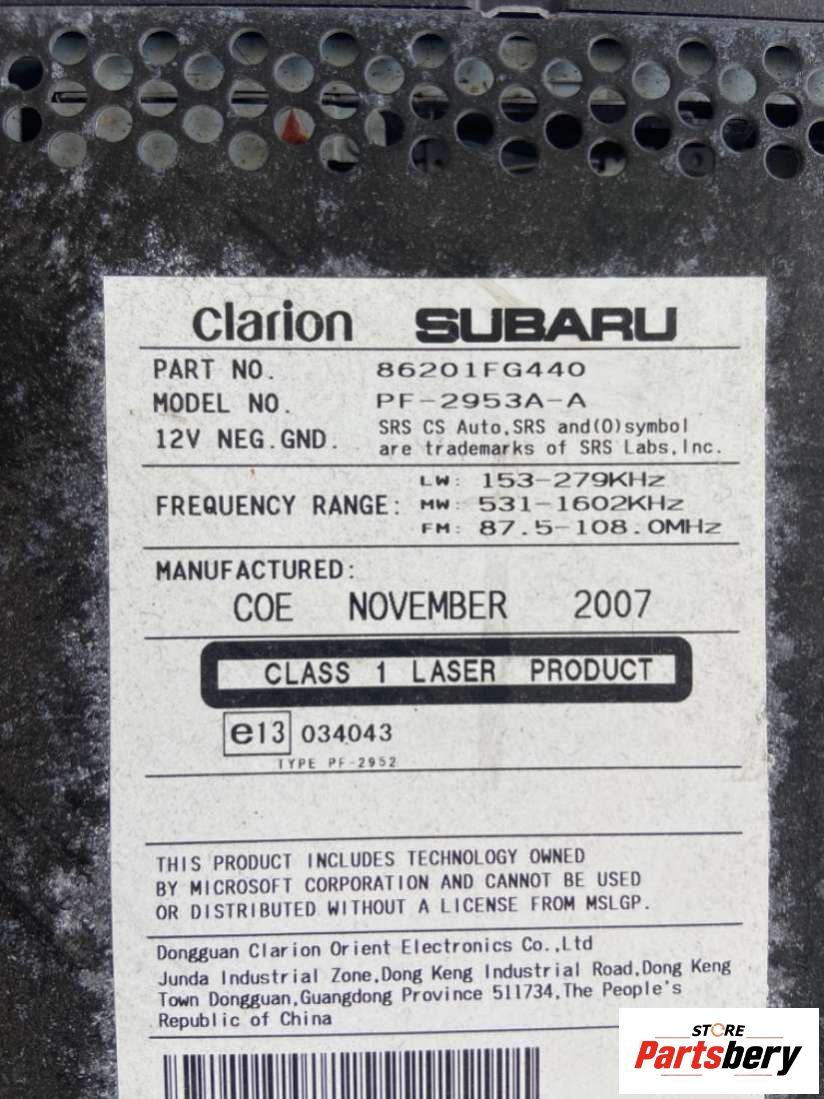 clarion SUBARU
PART NO. 86201FG440
MODEL NO. PF-2953A-A
12V NEG.GND. SRS CS Auto,SRS and(O)symbol
are trademarks of SRS Labs,Inc.
LW: 153-279KHz
FREQUENCY RANGE: MW: 531-1602KHz
FM: 87.5-108.0MHz
MANUFACTURED:
COE NOVEMBER 2007
CLASS 1 LASER PRODUCT
e13 034043
TYPE PF-2952
THIS PRODUCT INCLUDES TECHNOLOGY OWNED
BY MICROSOFT CORPORATION AND CANNOT BE USED
OR DISTRIBUTED WITHOUT A LICENSE FROM MSLGP.
Dongguan Clarion Orient Electronics Co.,Ltd
Junda Industrial Zone,Dong Keng Industrial Road,Dong Keng
Town Dongguan,Guangdong Province 511734,The People's
Republic of China
STORE
Partsbery